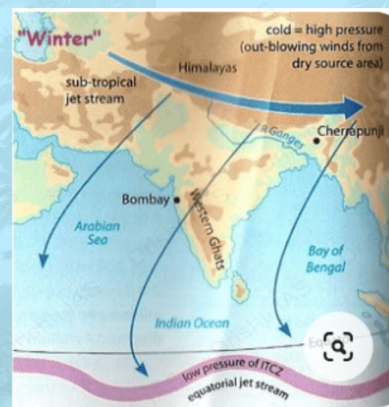 "Winter"
cold = high pressure
(out-blowing winds from
dry source area)
Himalayas
sub-tropical
jet stream
R Ganges
Cherrapunji
Bombay
Western Ghats
Arabian
Sea
Bay of
Bengal
Indian Ocean
low pressure of ITCZ
equatorial jet stream